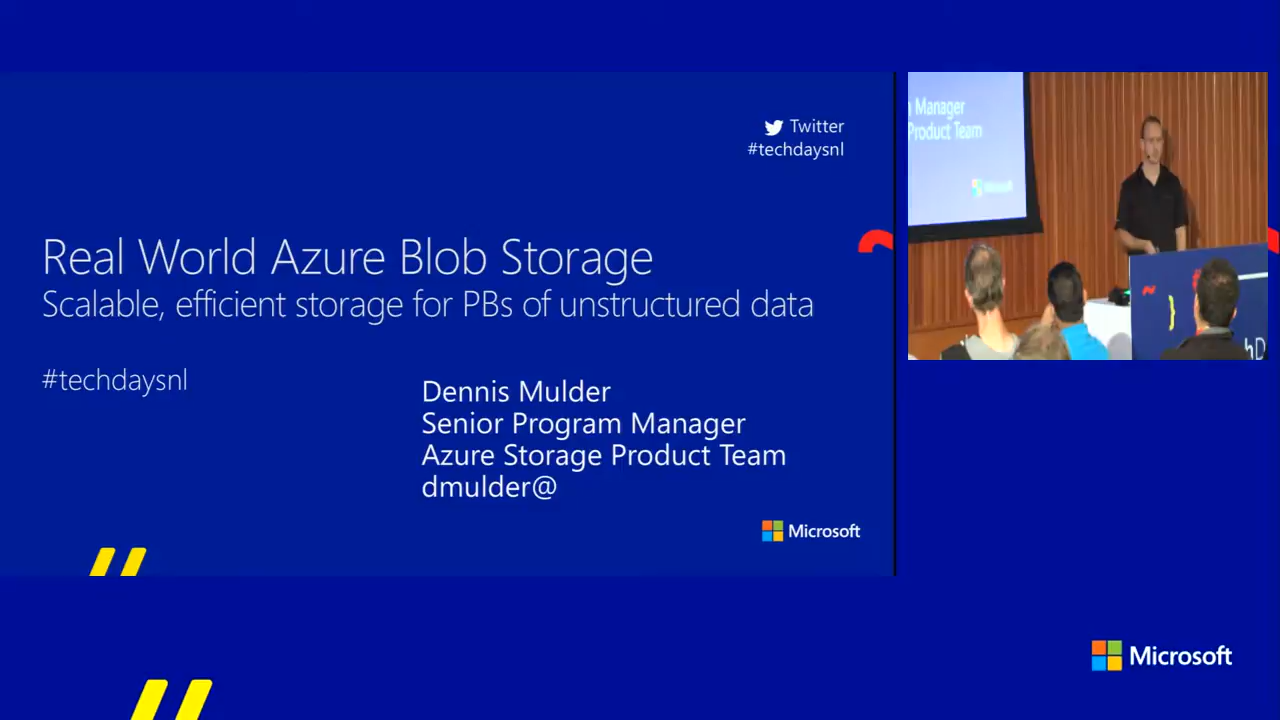 Twitter
#techdaysnl
Real World Azure Blob Storage
Scalable, efficient storage for PBs of unstructured data
#techdaysnl
Dennis Mulder
Senior Program Manager
Azure Storage Product Team
dmulder@
Microsoft
Manager
Product Team
Microsoft
Microsoft